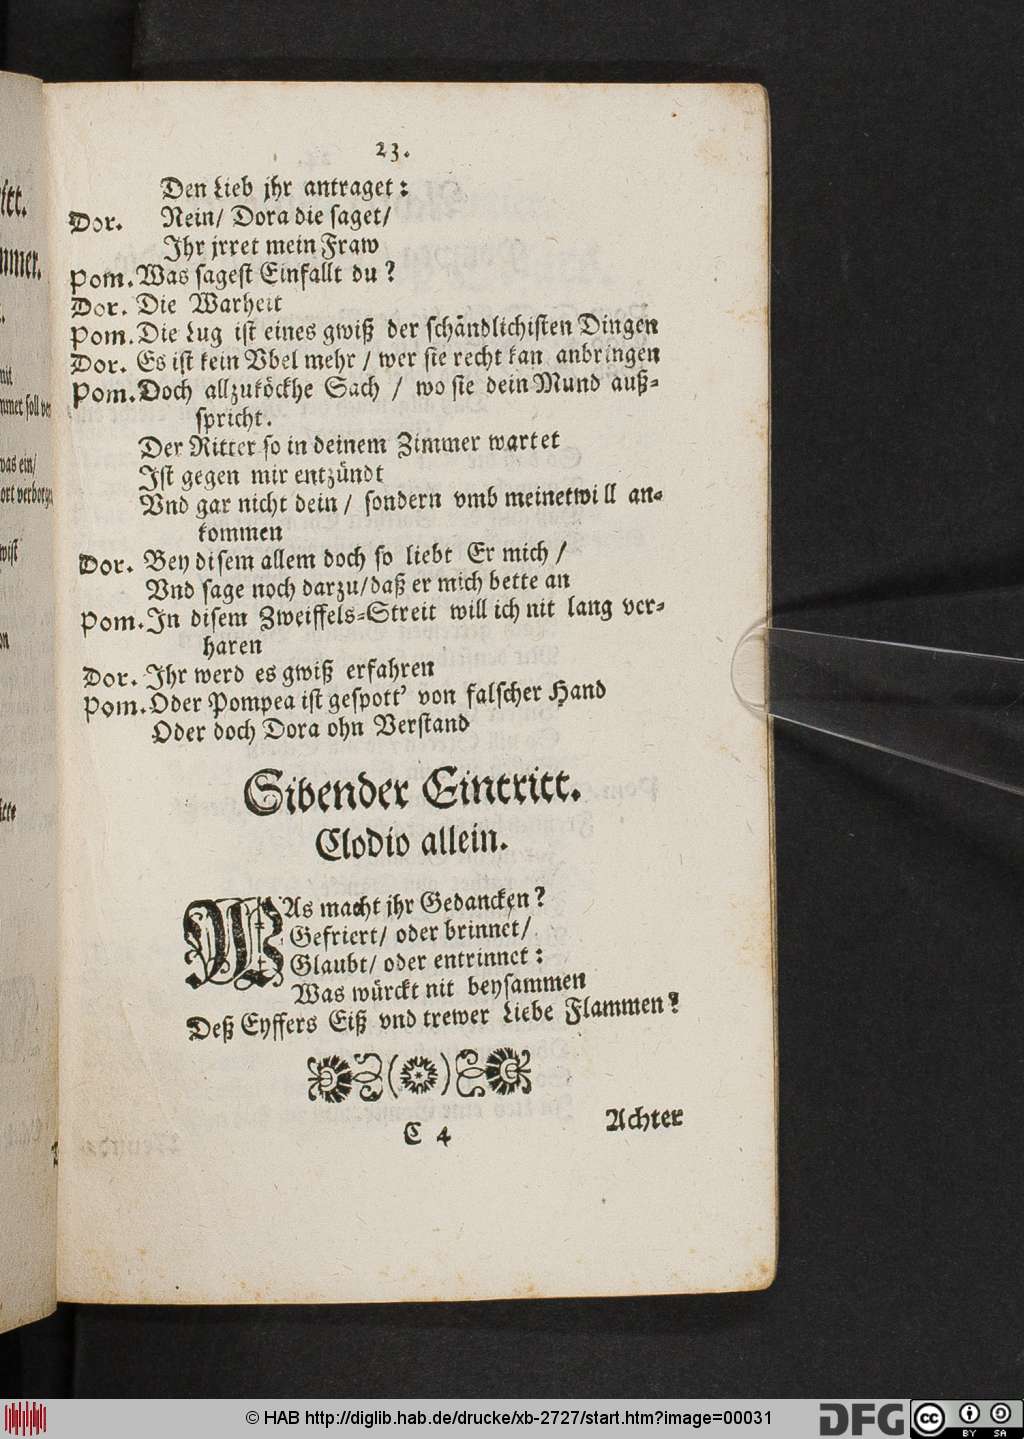 23.
Den Lieb jhr antraget:
Dor. Nein/ Dora die saget/
Ihr jrret mein Fraw
Pom. Was sagest Einfallt du?
Dor. Die Warheit
Pom. Die Lug ist eines gwiß der schändlichisten Dingen
Dor. Es ist kein Vbel mehr / wer sie recht kan anbringen
Pom. Doch allzuköckhe Sach / wo sie dein Mund auß-
spricht.
Der Ritter so in deinem Zimmer wartet
Ist gegen mir entzündt
Vnd gar nicht dein / sondern vmb meinetwill an-
kommen
Dor. Bey disem allem doch so liebt Er mich /
Vnd sage noch darzu/daß er mich bette an
Pom. In disem Zweiffels-Streit will ich nit lang ver-
haren
Dor. Ihr werd es gwiß erfahren
Pom. Oder Pompea ist gespott' von falscher Hand
Oder doch Dora ohn Verstand
Sibender Eintritt.
Clodio allein.
WAs macht jhr Gedancken?
Gefriert/ oder brinnet/
Glaubt/ oder entrinnet:
Was würckt nit beysammen
Deß Eyffers Eiß vnd trewer Liebe Flammen?
C 4
Achter
© HAB http://diglib.hab.de/drucke/xb-2727/start.htm?image=00031
DFG
cc
BY SA